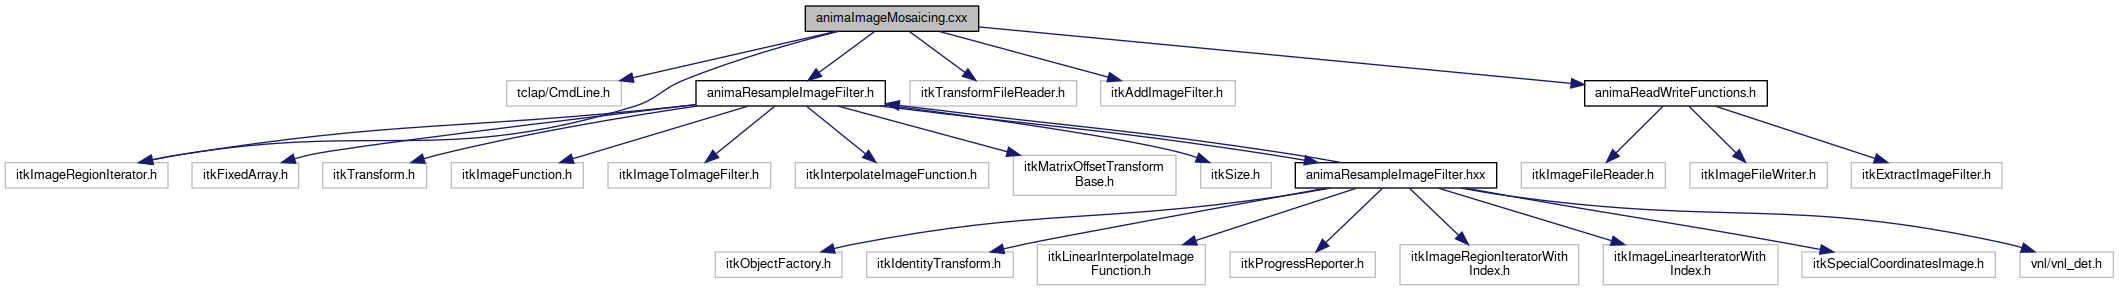 animaImageMosaicing.cxx
tclap/CmdLine.h
animaResampleImageFilter.h
itkTransformFileReader.h
itkAddImageFilter.h
animaReadWriteFunctions.h
itkImageRegionIterator.h
itkFixedArray.h
itkTransform.h
itkImageFunction.h
itkImageToImageFilter.h
itkInterpolateImageFunction.h
itkMatrixOffsetTransform
Base.h
itkSize.h
animaResampleImageFilter.hxx
itkImageFileReader.h
itkImageFileWriter.h
itkExtractImageFilter.h
itkObjectFactory.h
itkIdentityTransform.h
itkLinearInterpolateImage
Function.h
itkProgressReporter.h
itkImageRegionIteratorWith
Index.h
itkImageLinearIteratorWith
Index.h
itkSpecialCoordinatesImage.h
vnl/vnl_det.h